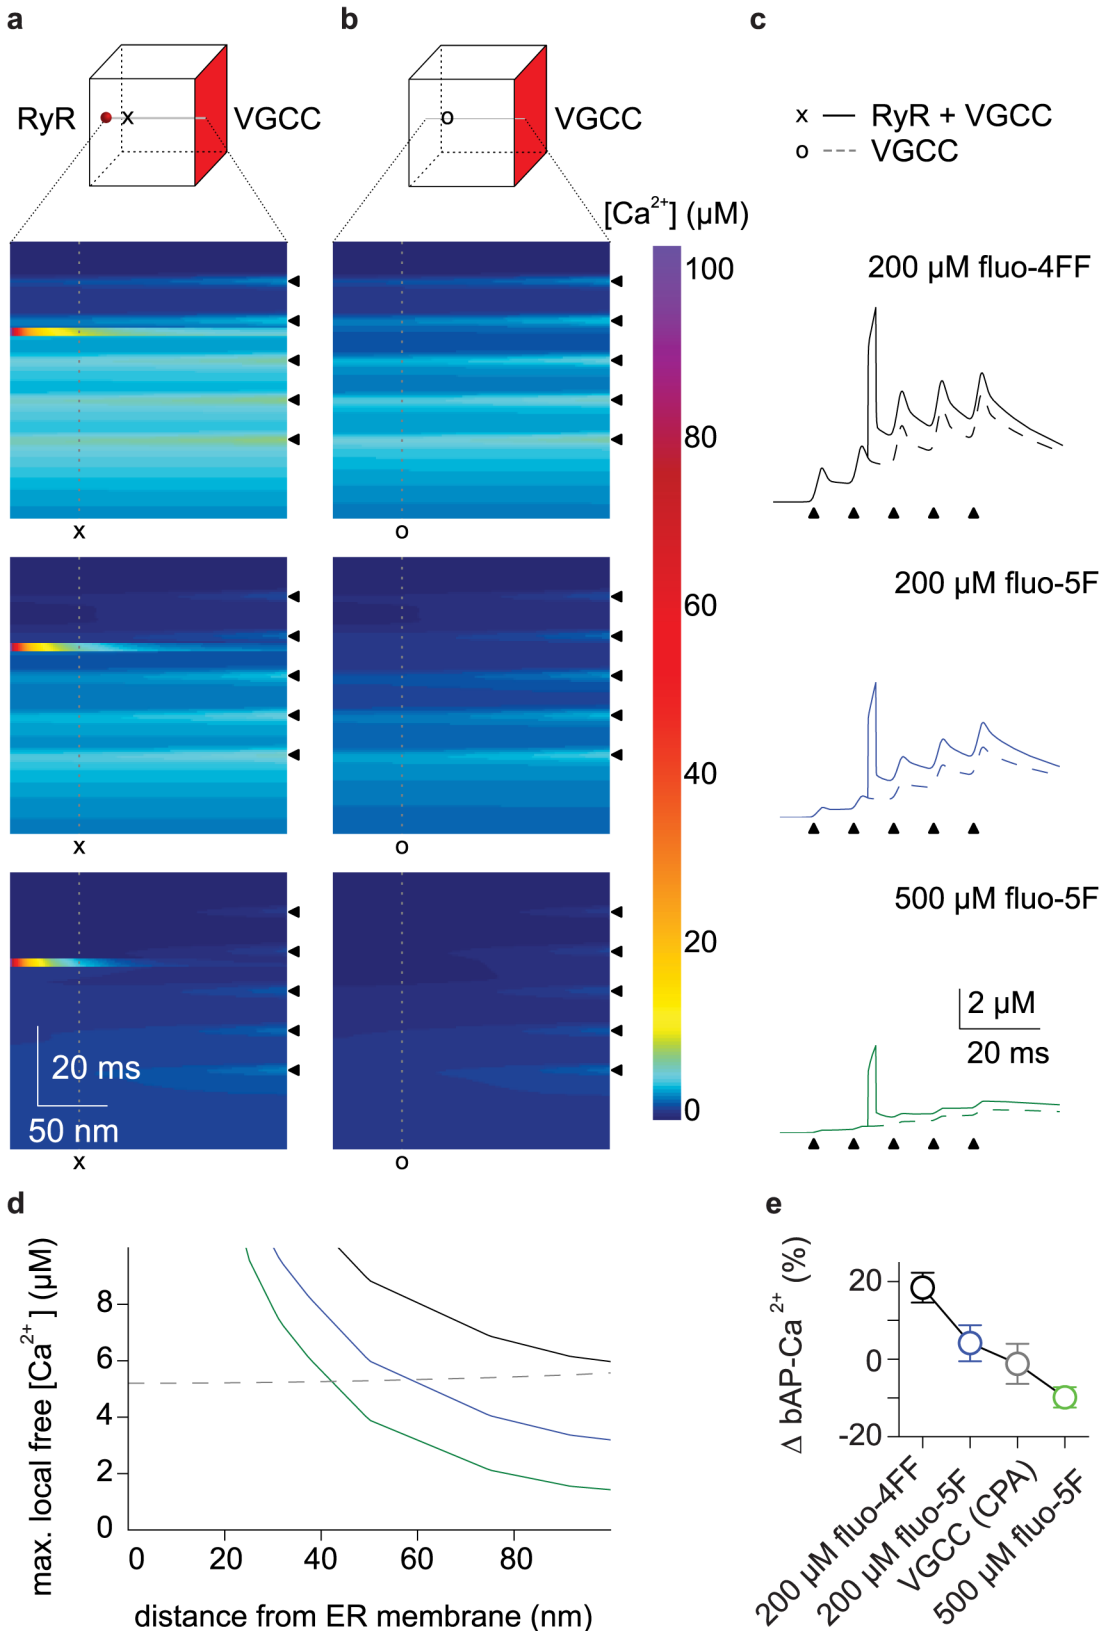 a
b
c
RyR
x
VGCC
o
VGCC
x RyR + VGCC
o VGCC
[Ca²⁺] (µM)
100
80
60
40
20
0
200 µM fluo-4FF
x
o
200 µM fluo-5F
x
o
500 µM fluo-5F
2 µM
20 ms
20 ms
50 nm
x
o
d
max. local free [Ca²⁺] (µM)
8
6
4
2
0
0 20 40 60 80
distance from ER membrane (nm)
e
Δ bAP-Ca²⁺ (%)
20
0
-20
200 µM fluo-4FF
200 µM fluo-5F
VGCC (CPA)
500 µM fluo-5F